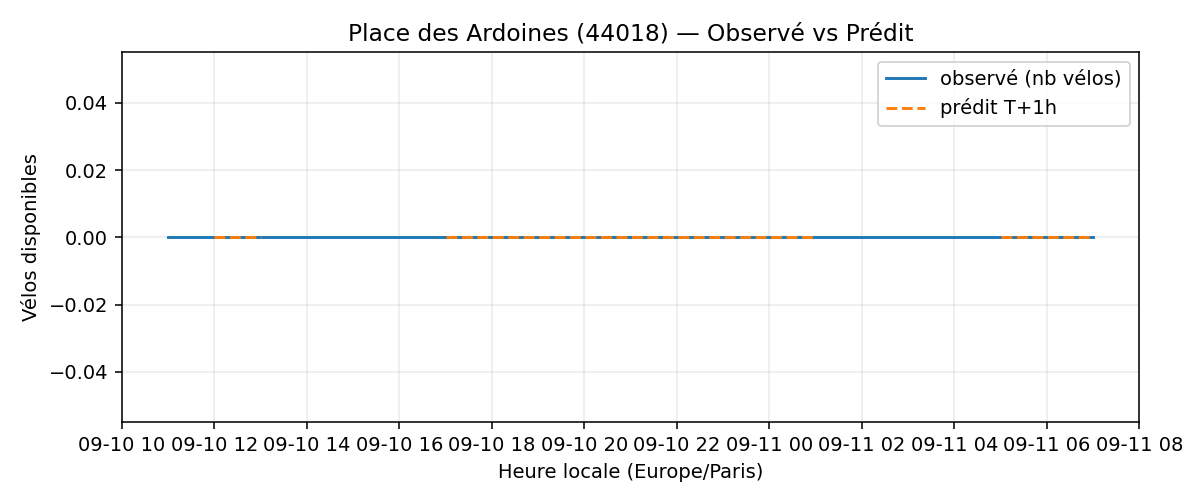 Place des Ardoines (44018) — Observé vs Prédit
observé (nb vélos)
prédit T+1h
Vélos disponibles
0.04
0.02
0.00
−0.02
−0.04
09-10 10 09-10 12 09-10 14 09-10 16 09-10 18 09-10 20 09-10 22 09-11 00 09-11 02 09-11 04 09-11 06 09-11 08
Heure locale (Europe/Paris)